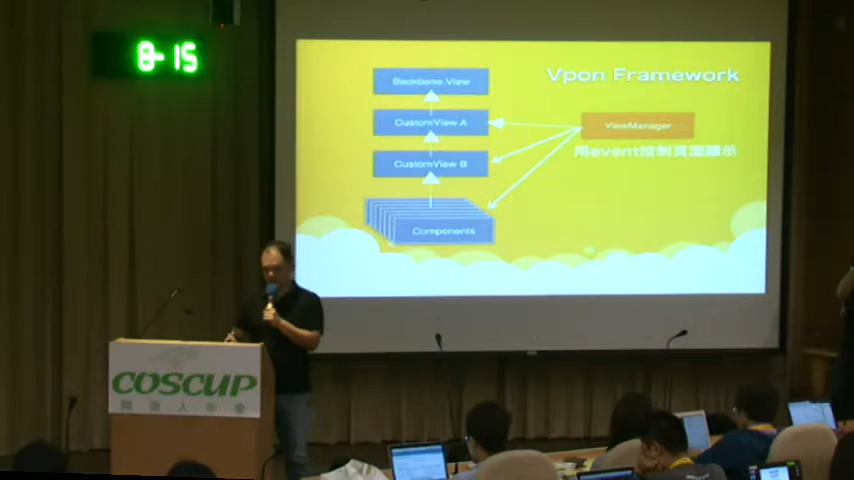 8-15
Vpon Framework
Backbone.View
CustomView A
ViewManager
用event控制頁面顯示
CustomView B
Components
COSCUP
開源人年會